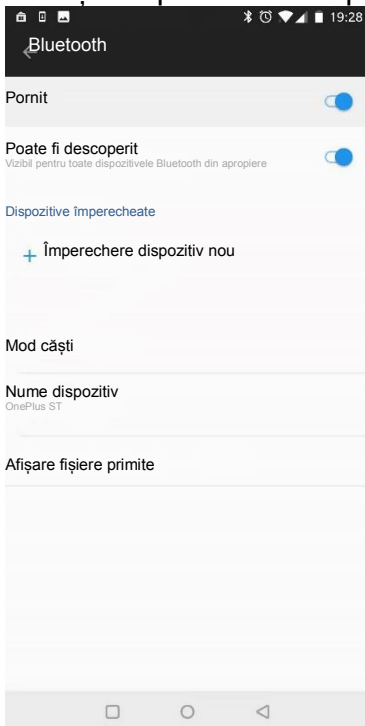 19:28
Bluetooth
Pornit
Poate fi descoperit
Vizibil pentru toate dispozitivele Bluetooth din apropiere
Dispozitive împerecheate
+ Împerechere dispozitiv nou
Mod căști
Nume dispozitiv
OnePlus ST
Afișare fișiere primite